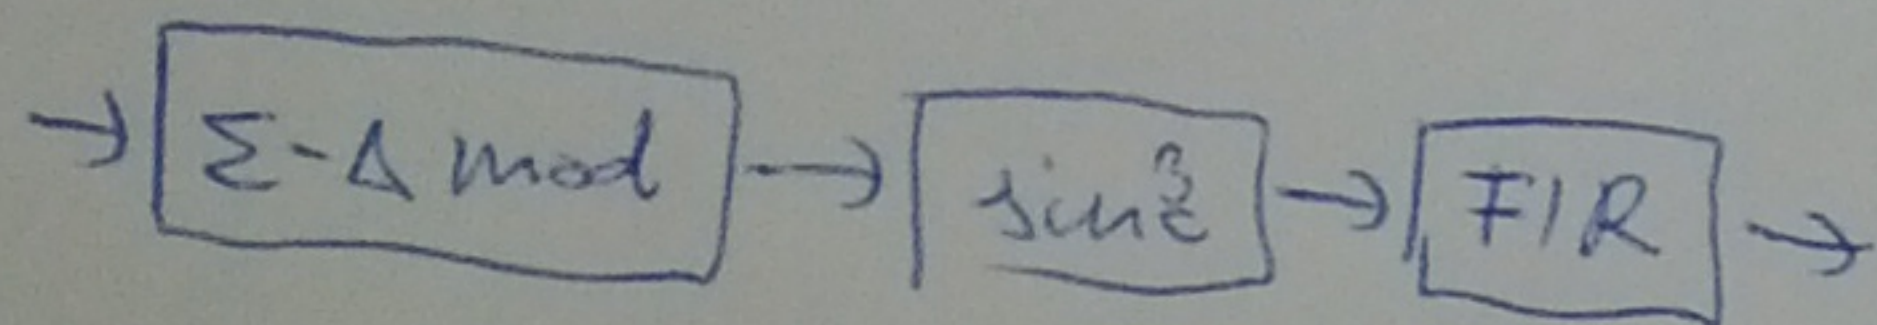 → Σ-Δ mod → sinc³ → FIR →